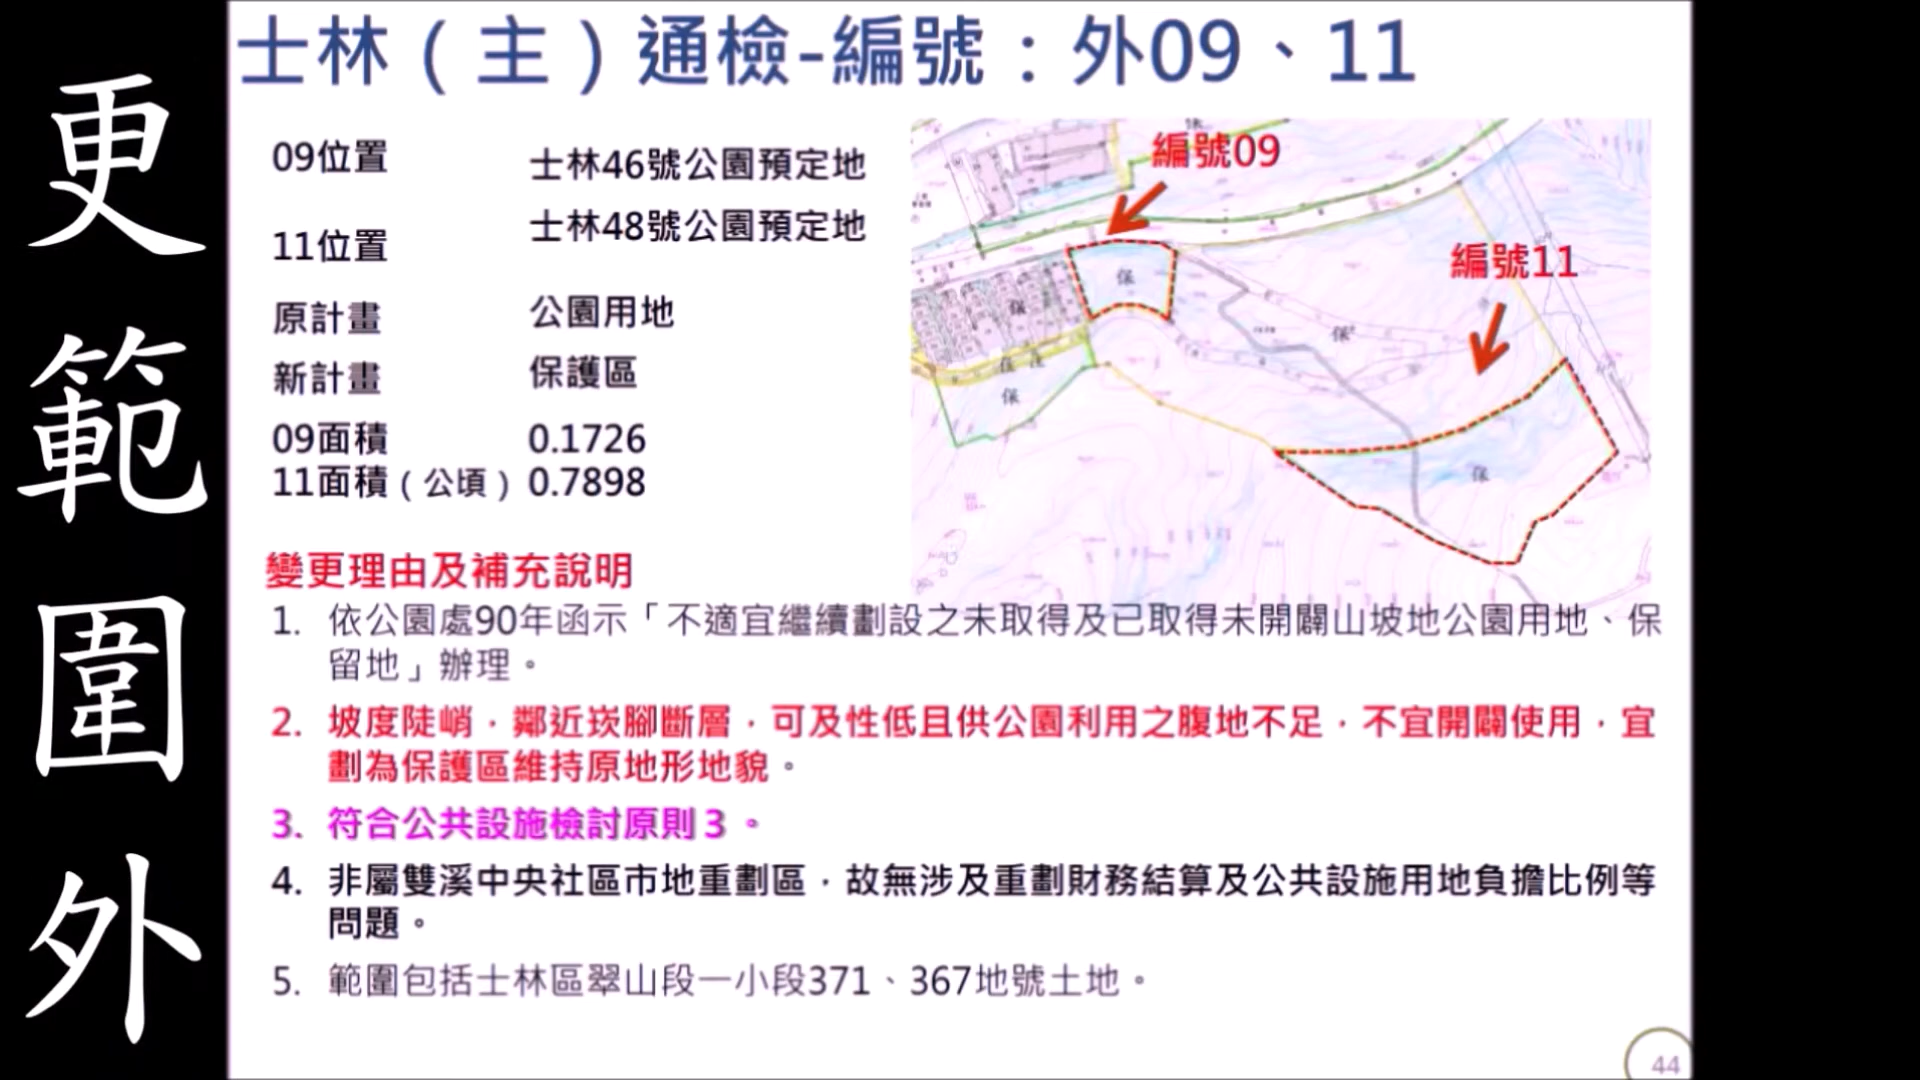 更範圍外
士林（主）通檢-編號：外09、11
09位置 士林46號公園預定地
11位置 士林48號公園預定地
原計畫 公園用地
新計畫 保護區
09面積 0.1726
11面積（公頃）0.7898
編號09
編號11
保
保
保
保
變更理由及補充說明
1. 依公園處90年函示「不適宜繼續劃設之未取得及已取得未開闢山坡地公園用地、保
留地」辦理。
2. 坡度陡峭，鄰近崁腳斷層，可及性低且供公園利用之腹地不足，不宜開闢使用，宜
劃為保護區維持原地形地貌。
3. 符合公共設施檢討原則3。
4. 非屬雙溪中央社區市地重劃區，故無涉及重劃財務結算及公共設施用地負擔比例等
問題。
5. 範圍包括士林區翠山段一小段371、367地號土地。
44